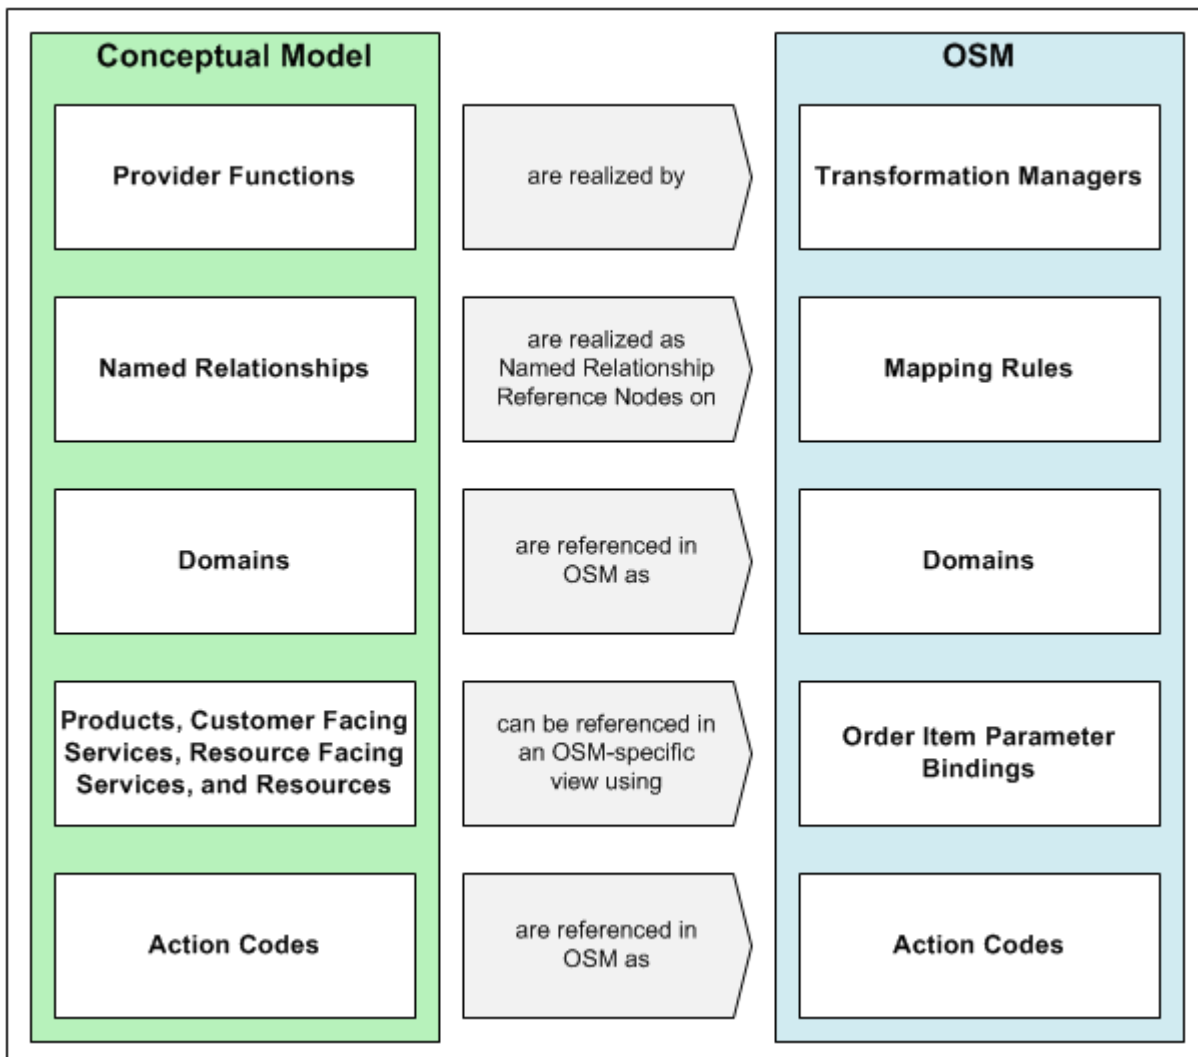 Conceptual Model
OSM
Provider Functions
are realized by
Transformation Managers
Named Relationships
are realized as
Named Relationship
Reference Nodes on
Mapping Rules
Domains
are referenced in
OSM as
Domains
Products, Customer Facing
Services, Resource Facing
Services, and Resources
can be referenced in
an OSM-specific
view using
Order Item Parameter
Bindings
Action Codes
are referenced in
OSM as
Action Codes